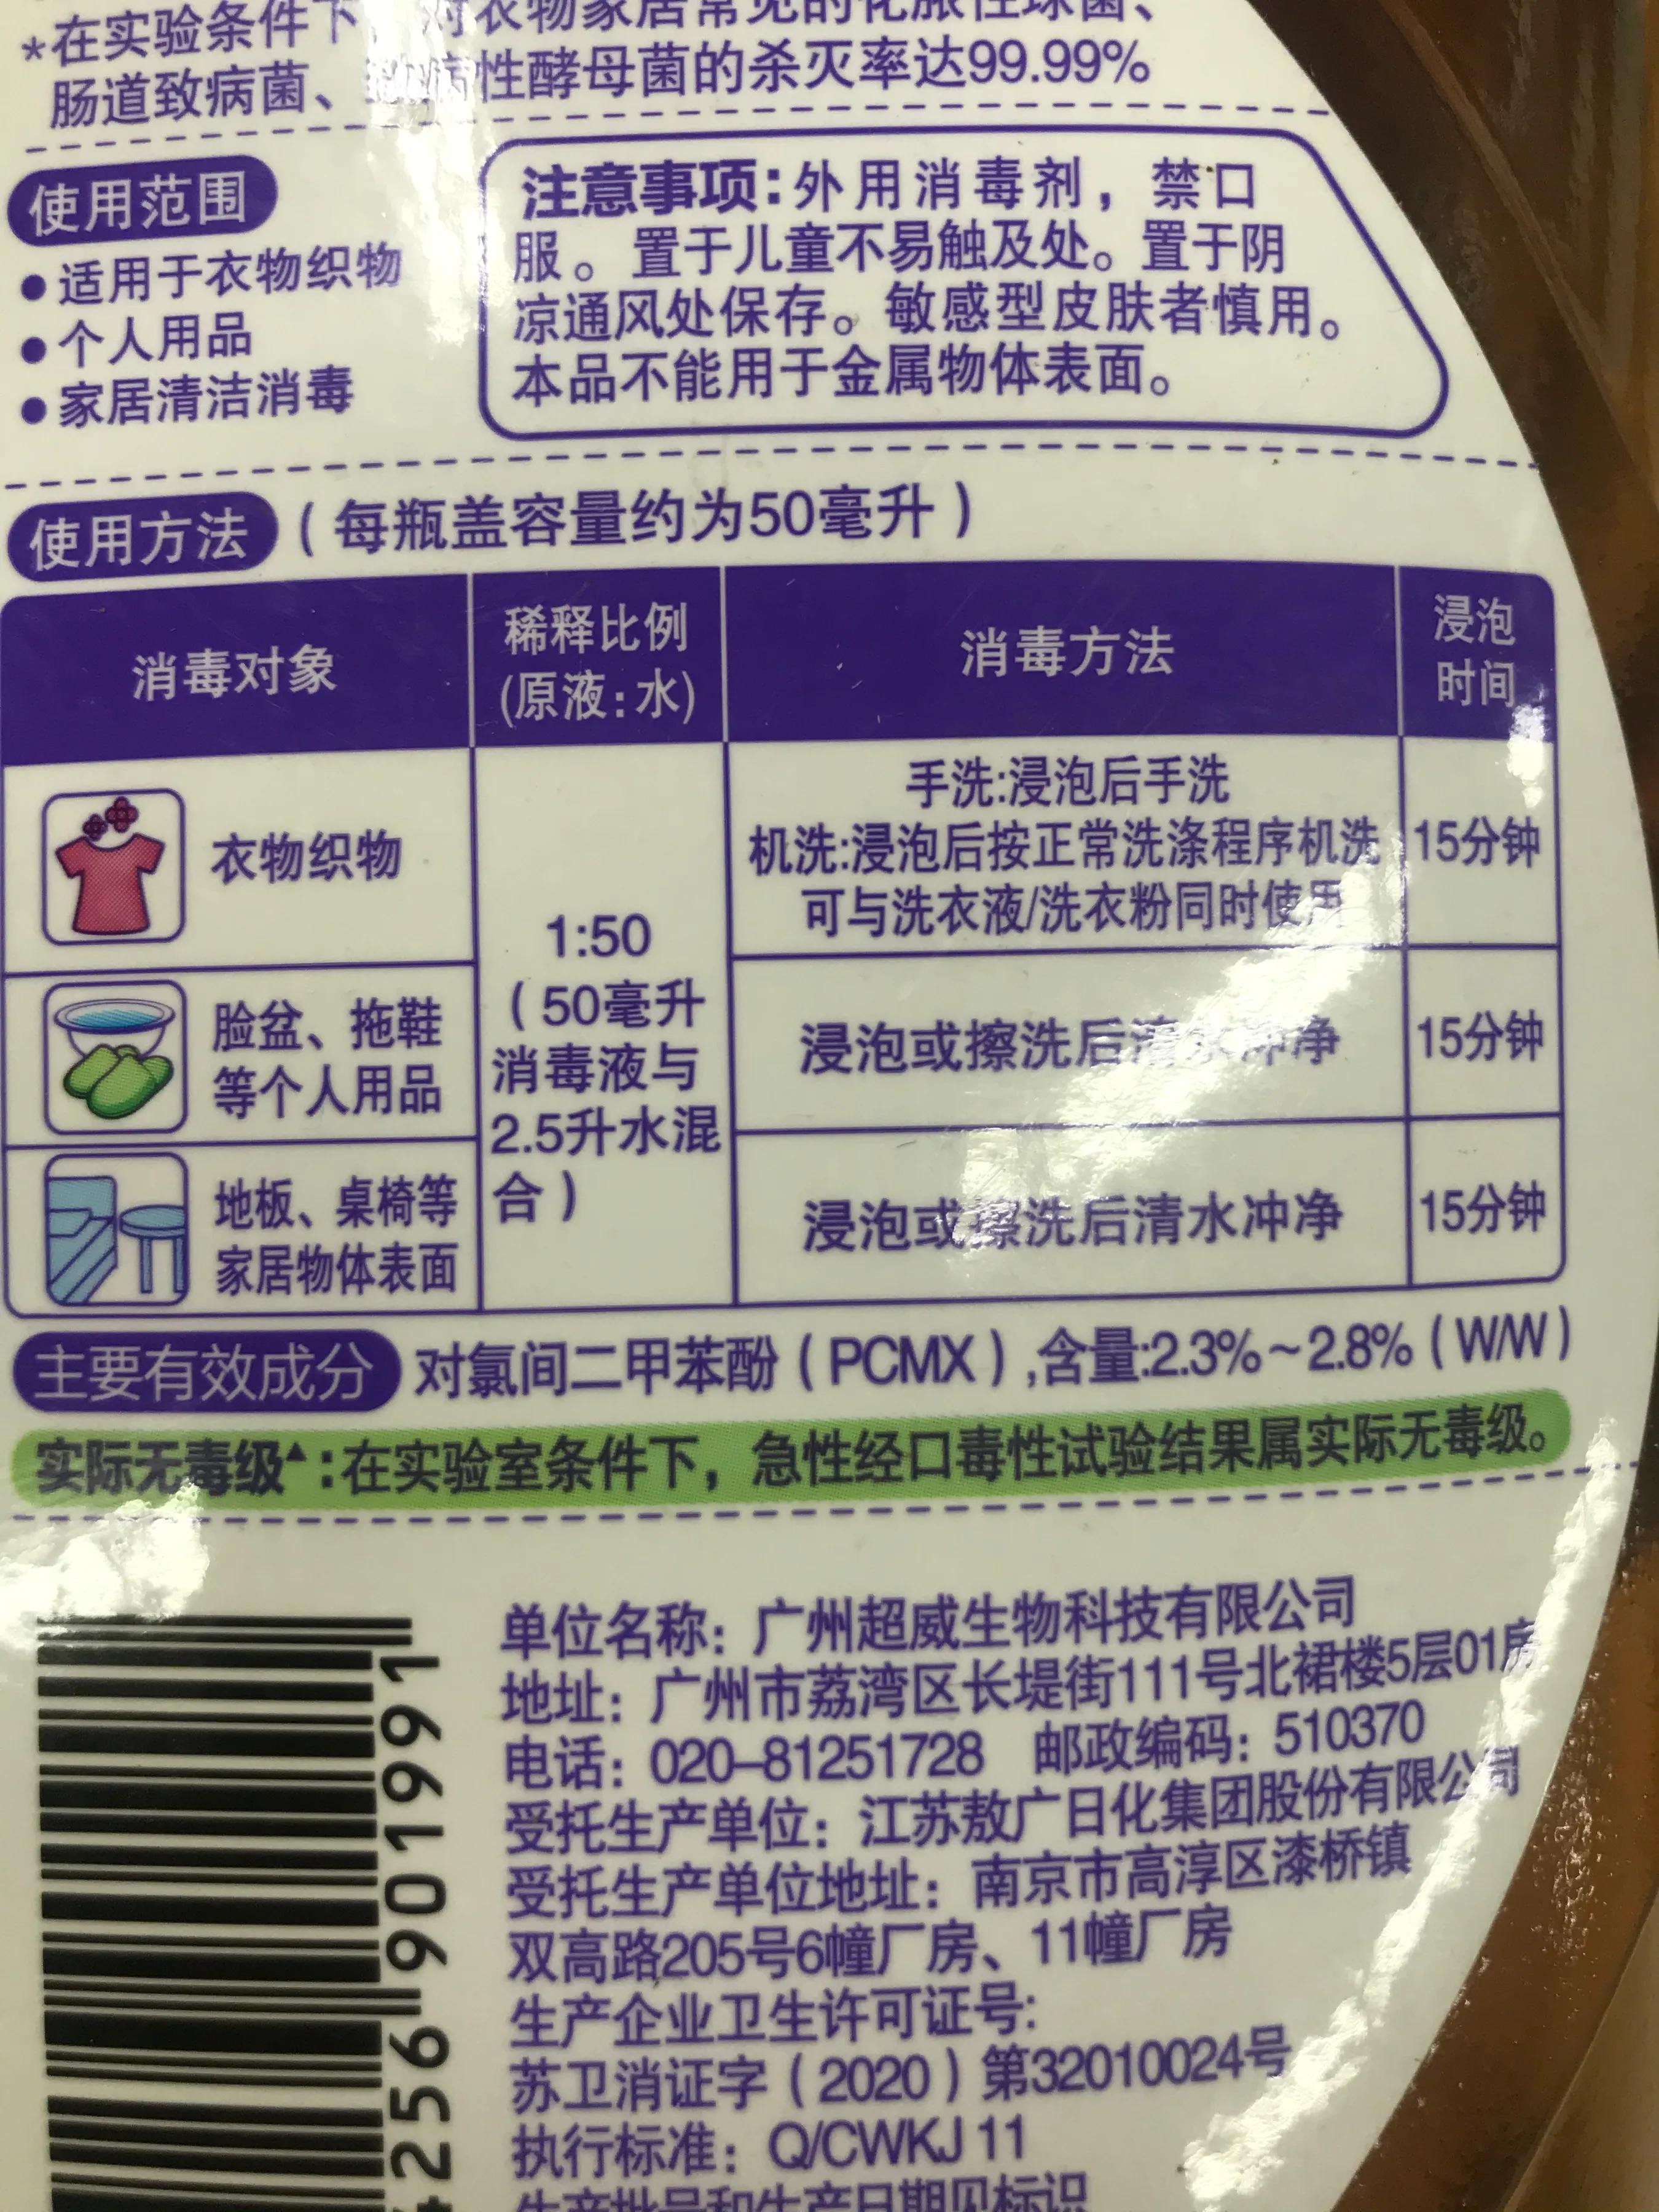 *在实验条件下，对衣物家居常见的化脓性球菌、
肠道致病菌、致病性酵母菌的杀灭率达99.99%
使用范围
●适用于衣物织物
●个人用品
●家居清洁消毒
注意事项：外用消毒剂，禁口
服。置于儿童不易触及处。置于阴
凉通风处保存。敏感型皮肤者慎用。
本品不能用于金属物体表面。
使用方法（每瓶盖容量约为50毫升）
消毒对象
稀释比例
(原液：水)
消毒方法
浸泡
时间
衣物织物
1:50
（50毫升
消毒液与
2.5升水混
合）
手洗:浸泡后手洗
机洗:浸泡后按正常洗涤程序机洗
可与洗衣液/洗衣粉同时使用
15分钟
脸盆、拖鞋
等个人用品
浸泡或擦洗后清水冲净
15分钟
地板、桌椅等
家居物体表面
浸泡或擦洗后清水冲净
15分钟
主要有效成分 对氯间二甲苯酚（PCMX）,含量:2.3%~2.8%（W/W）
实际无毒级▲:在实验室条件下，急性经口毒性试验结果属实际无毒级。
256 901991
单位名称：广州超威生物科技有限公司
地址：广州市荔湾区长堤街111号北裙楼5层01房
电话：020-81251728 邮政编码：510370
受托生产单位：江苏敖广日化集团股份有限公司
受托生产单位地址：南京市高淳区漆桥镇
双高路205号6幢厂房、11幢厂房
生产企业卫生许可证号:
苏卫消证字（2020）第32010024号
执行标准：Q/CWKJ 11
生产批号和生产日期见标识